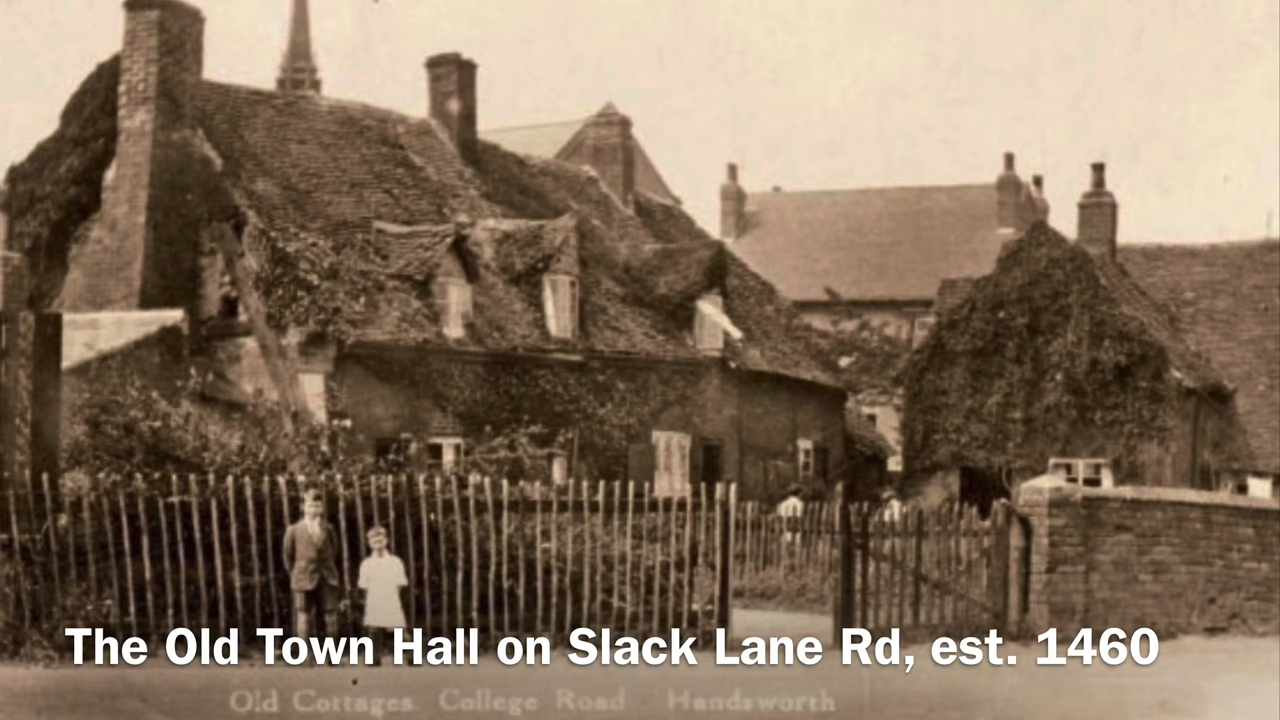 The Old Town Hall on Slack Lane Rd, est. 1460
Old Cottages College Road Handsworth